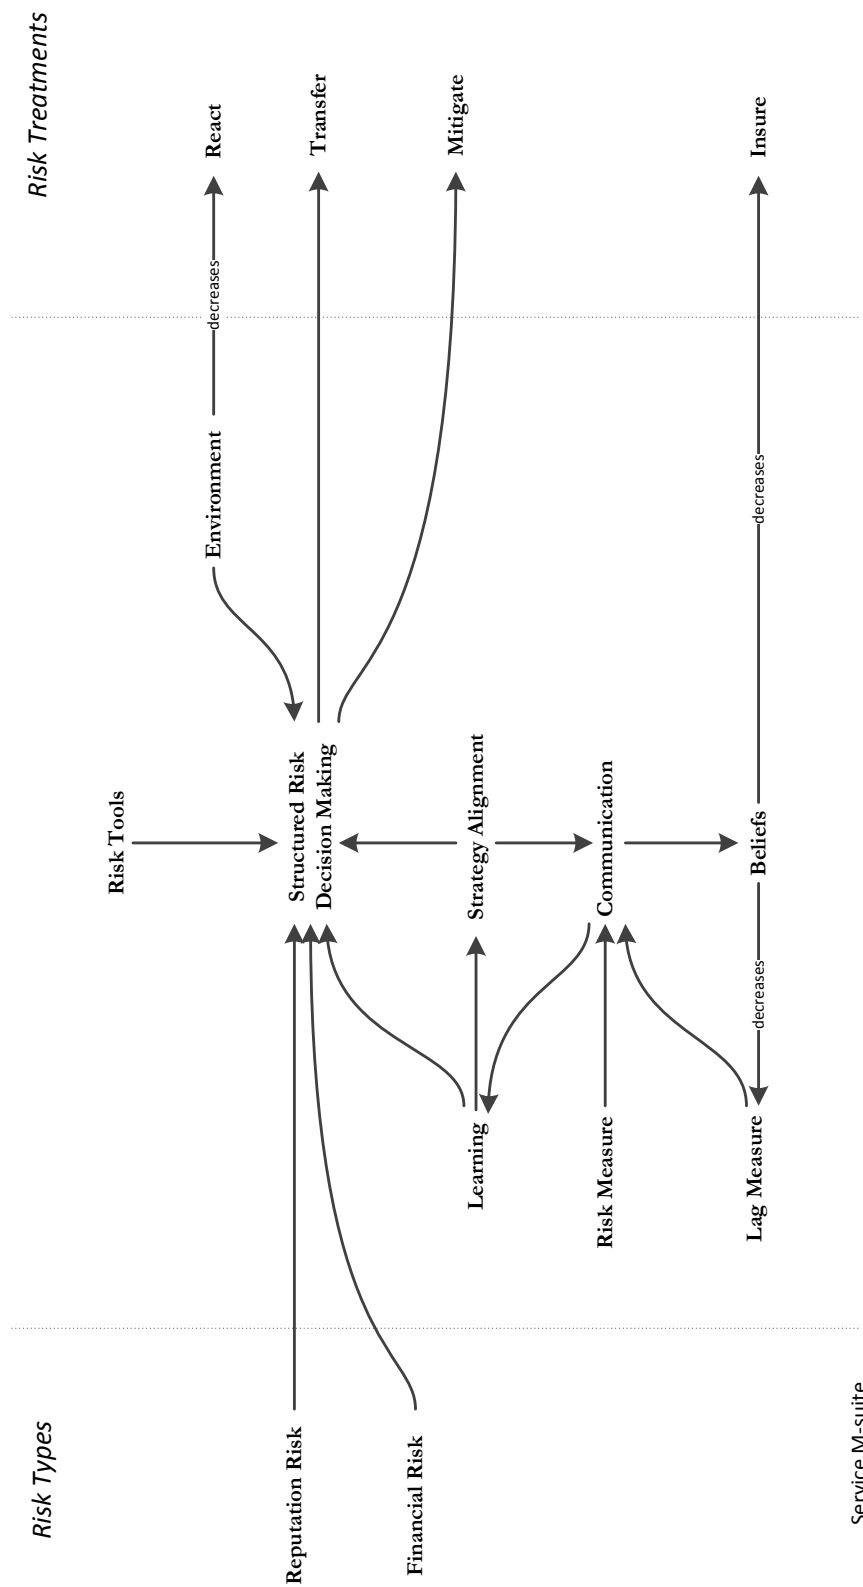 Risk Types
Risk Treatments
Risk Tools
Environment
decreases
React
Reputation Risk
Structured Risk
Decision Making
Transfer
Financial Risk
Mitigate
Learning
Strategy Alignment
Risk Measure
Communication
Lag Measure
decreases
Beliefs
decreases
Insure
Service M-suite